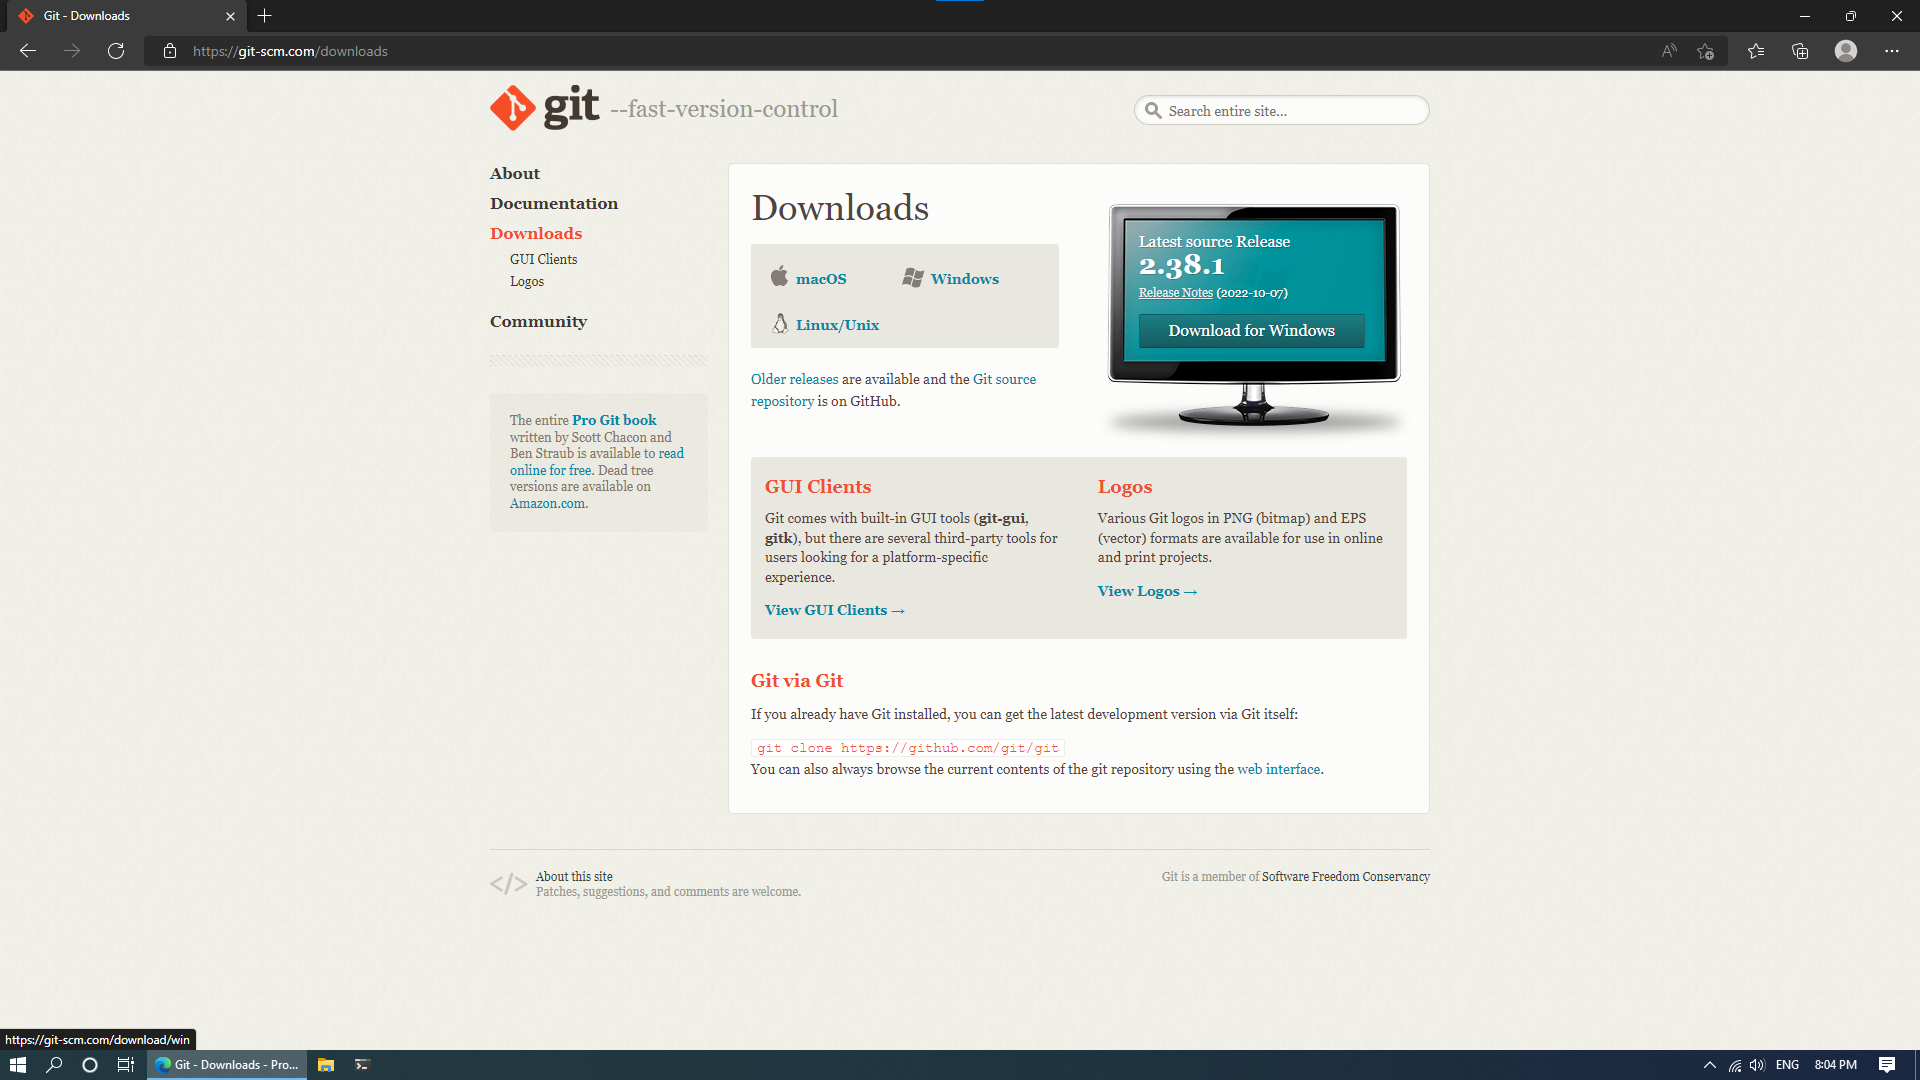 Git - Downloads
https://git-scm.com/downloads
git --fast-version-control
Search entire site...
About
Documentation
Downloads
GUI Clients
Logos
Community
The entire Pro Git book
written by Scott Chacon and
Ben Straub is available to read
online for free. Dead tree
versions are available on
Amazon.com.
Downloads
macOS
Windows
Linux/Unix
Older releases are available and the Git source
repository is on GitHub.
Latest source Release
2.38.1
Release Notes (2022-10-07)
Download for Windows
GUI Clients
Git comes with built-in GUI tools (git-gui,
gitk), but there are several third-party tools for
users looking for a platform-specific
experience.
View GUI Clients →
Logos
Various Git logos in PNG (bitmap) and EPS
(vector) formats are available for use in online
and print projects.
View Logos →
Git via Git
If you already have Git installed, you can get the latest development version via Git itself:
git clone https://github.com/git/git
You can also always browse the current contents of the git repository using the web interface.
</> About this site
Patches, suggestions, and comments are welcome.
Git is a member of Software Freedom Conservancy
https://git-scm.com/download/win
Git - Downloads - Pro...
ENG
8:04 PM